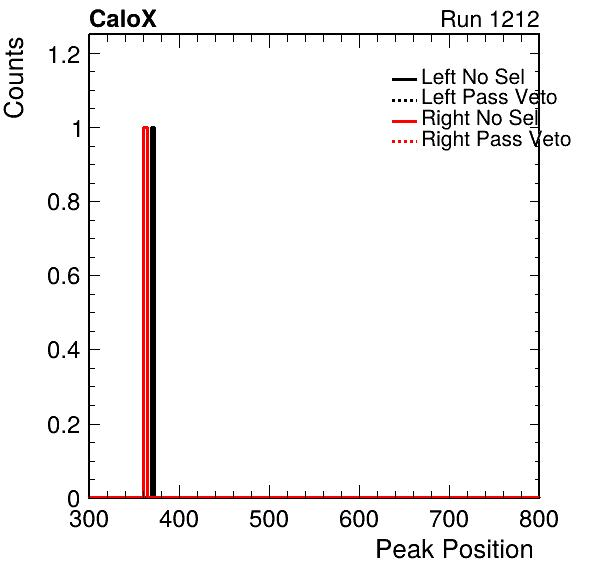 CaloX Run 1212
Counts
1.2
1
0.8
0.6
0.4
0.2
0
Left No Sel
Left Pass Veto
Right No Sel
Right Pass Veto
300 400 500 600 700 800
Peak Position